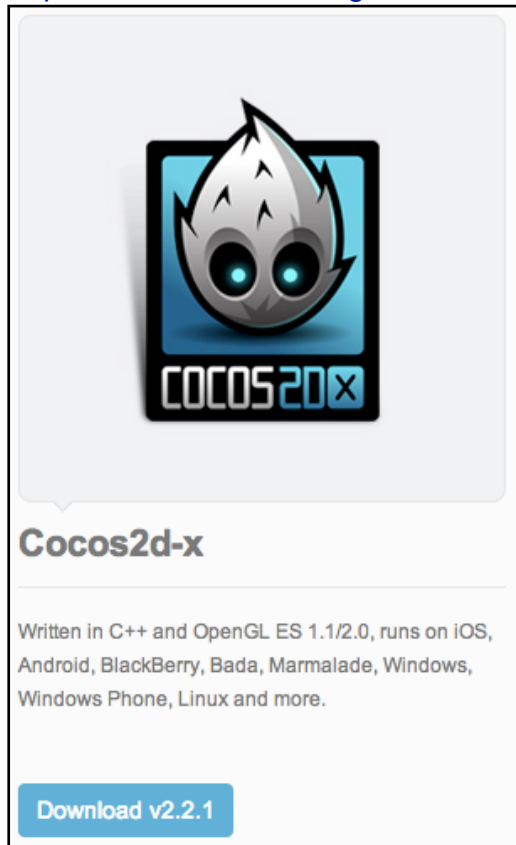 COCOS2DX
Cocos2d-x
Written in C++ and OpenGL ES 1.1/2.0, runs on iOS,
Android, BlackBerry, Bada, Marmalade, Windows,
Windows Phone, Linux and more.
Download v2.2.1